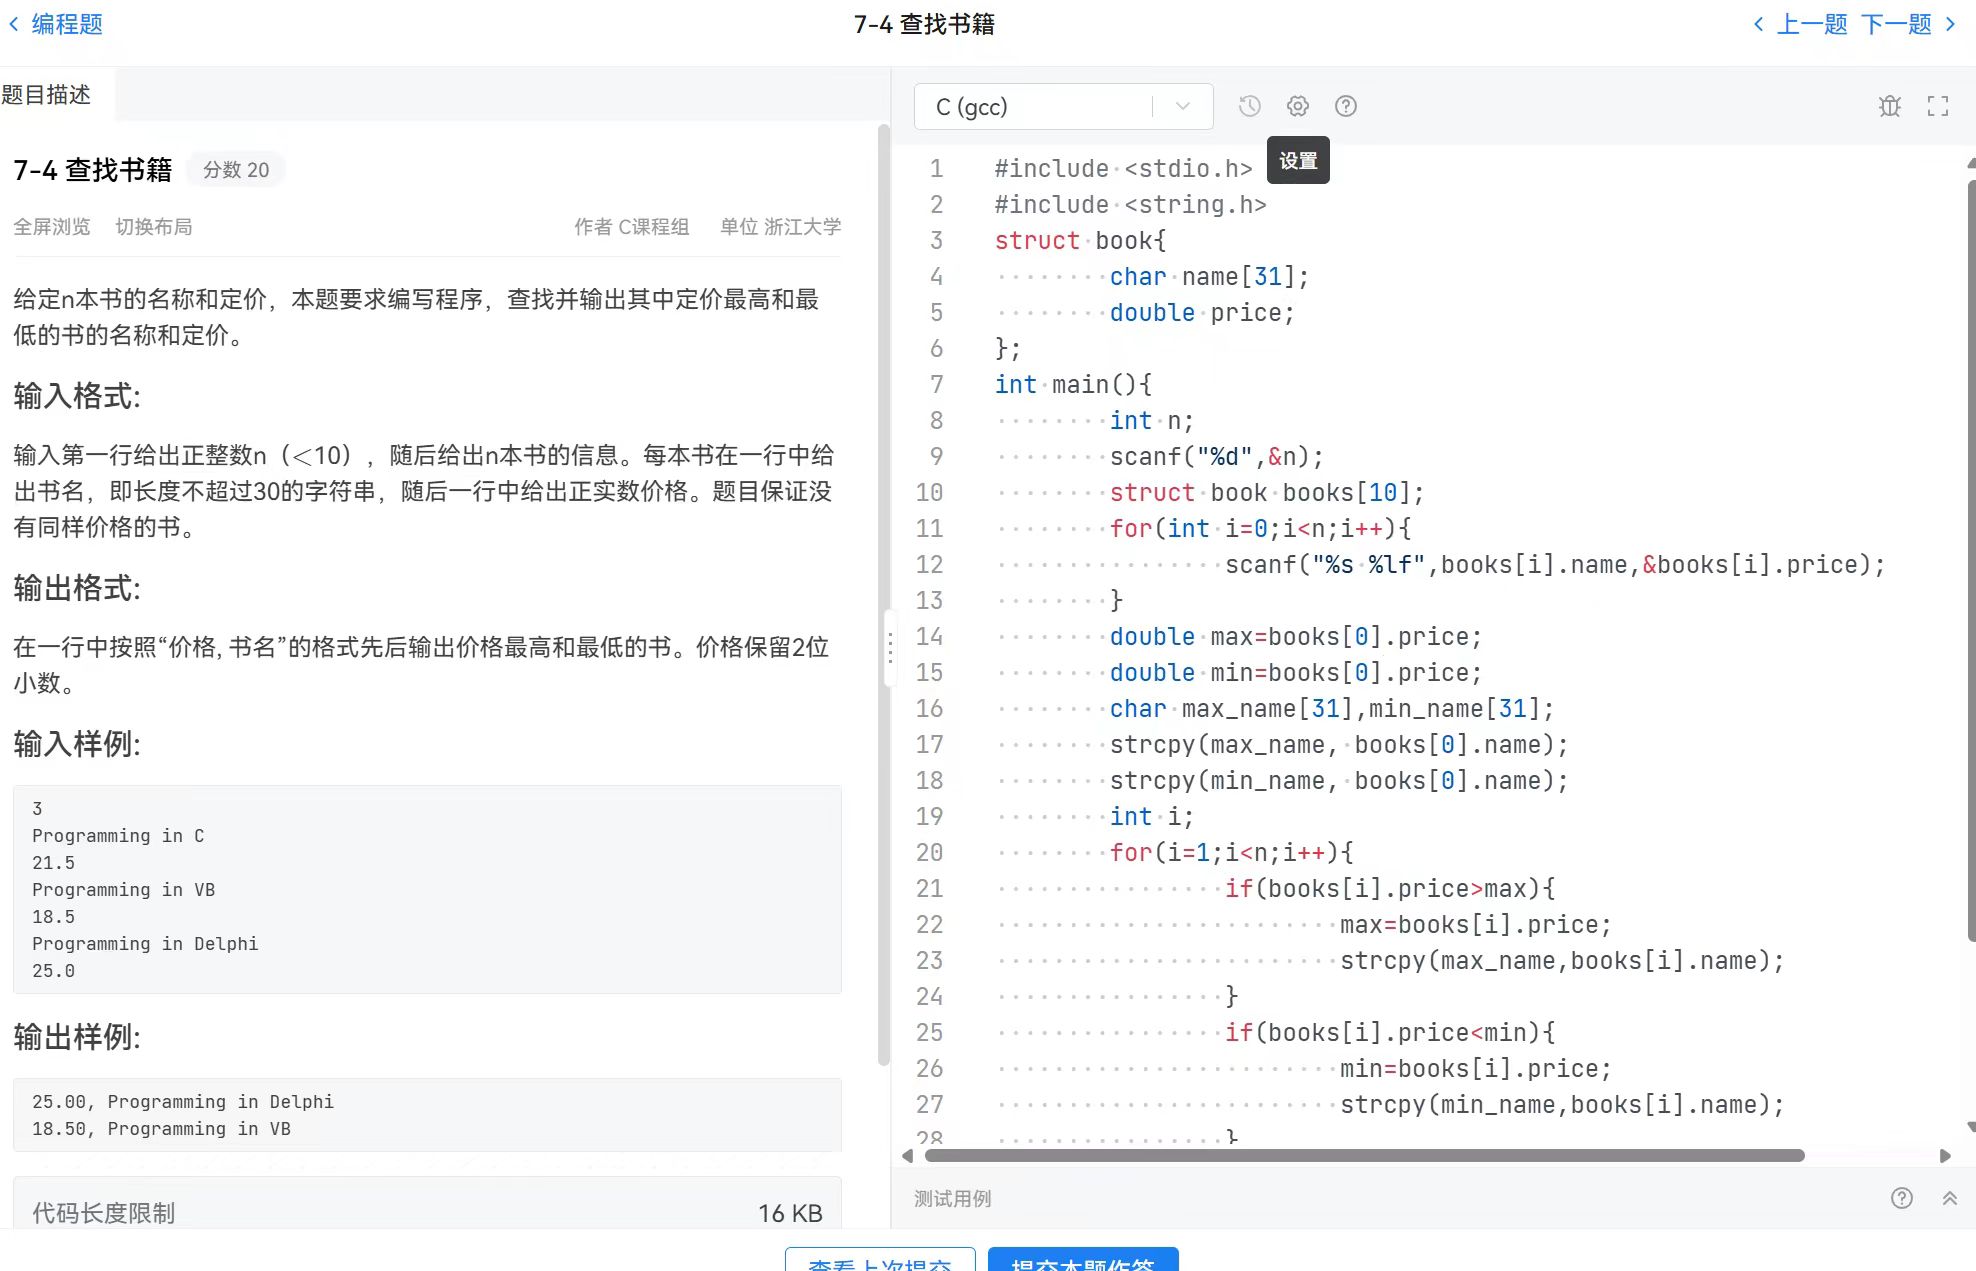 编程题
7-4 查找书籍
上一题 下一题
题目描述
7-4 查找书籍 分数 20
全屏浏览 切换布局 作者 C课程组 单位 浙江大学
给定n本书的名称和定价，本题要求编写程序，查找并输出其中定价最高和最
低的书的名称和定价。
输入格式:
输入第一行给出正整数n（<10），随后给出n本书的信息。每本书在一行中给
出书名，即长度不超过30的字符串，随后一行中给出正实数价格。题目保证没
有同样价格的书。
输出格式:
在一行中按照“价格, 书名”的格式先后输出价格最高和最低的书。价格保留2位
小数。
输入样例:
3
Programming in C
21.5
Programming in VB
18.5
Programming in Delphi
25.0
输出样例:
25.00, Programming in Delphi
18.50, Programming in VB
代码长度限制 16 KB
C (gcc)
设置
1 #include <stdio.h>
2 #include <string.h>
3 struct book{
4 char name[31];
5 double price;
6 };
7 int main(){
8 int n;
9 scanf("%d",&n);
10 struct book books[10];
11 for(int i=0;i<n;i++){
12 scanf("%s %lf",books[i].name,&books[i].price);
13 }
14 double max=books[0].price;
15 double min=books[0].price;
16 char max_name[31],min_name[31];
17 strcpy(max_name, books[0].name);
18 strcpy(min_name, books[0].name);
19 int i;
20 for(i=1;i<n;i++){
21 if(books[i].price>max){
22 max=books[i].price;
23 strcpy(max_name,books[i].name);
24 }
25 if(books[i].price<min){
26 min=books[i].price;
27 strcpy(min_name,books[i].name);
28 }
测试用例
查看上次提交 提交本题作答